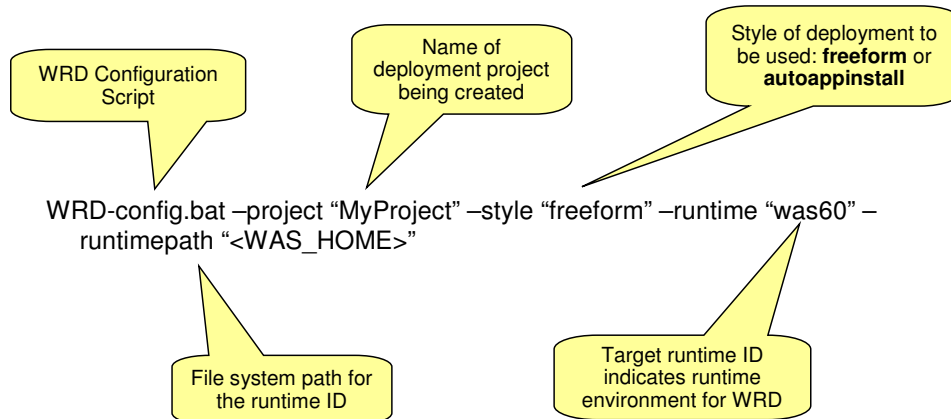 WRD Configuration
Script
Name of
deployment project
being created
Style of deployment to
be used: freeform or
autoappinstall
WRD-config.bat –project “MyProject” –style “freeform” –runtime “was60” –
runtimepath “<WAS_HOME>”
File system path for
the runtime ID
Target runtime ID
indicates runtime
environment for WRD